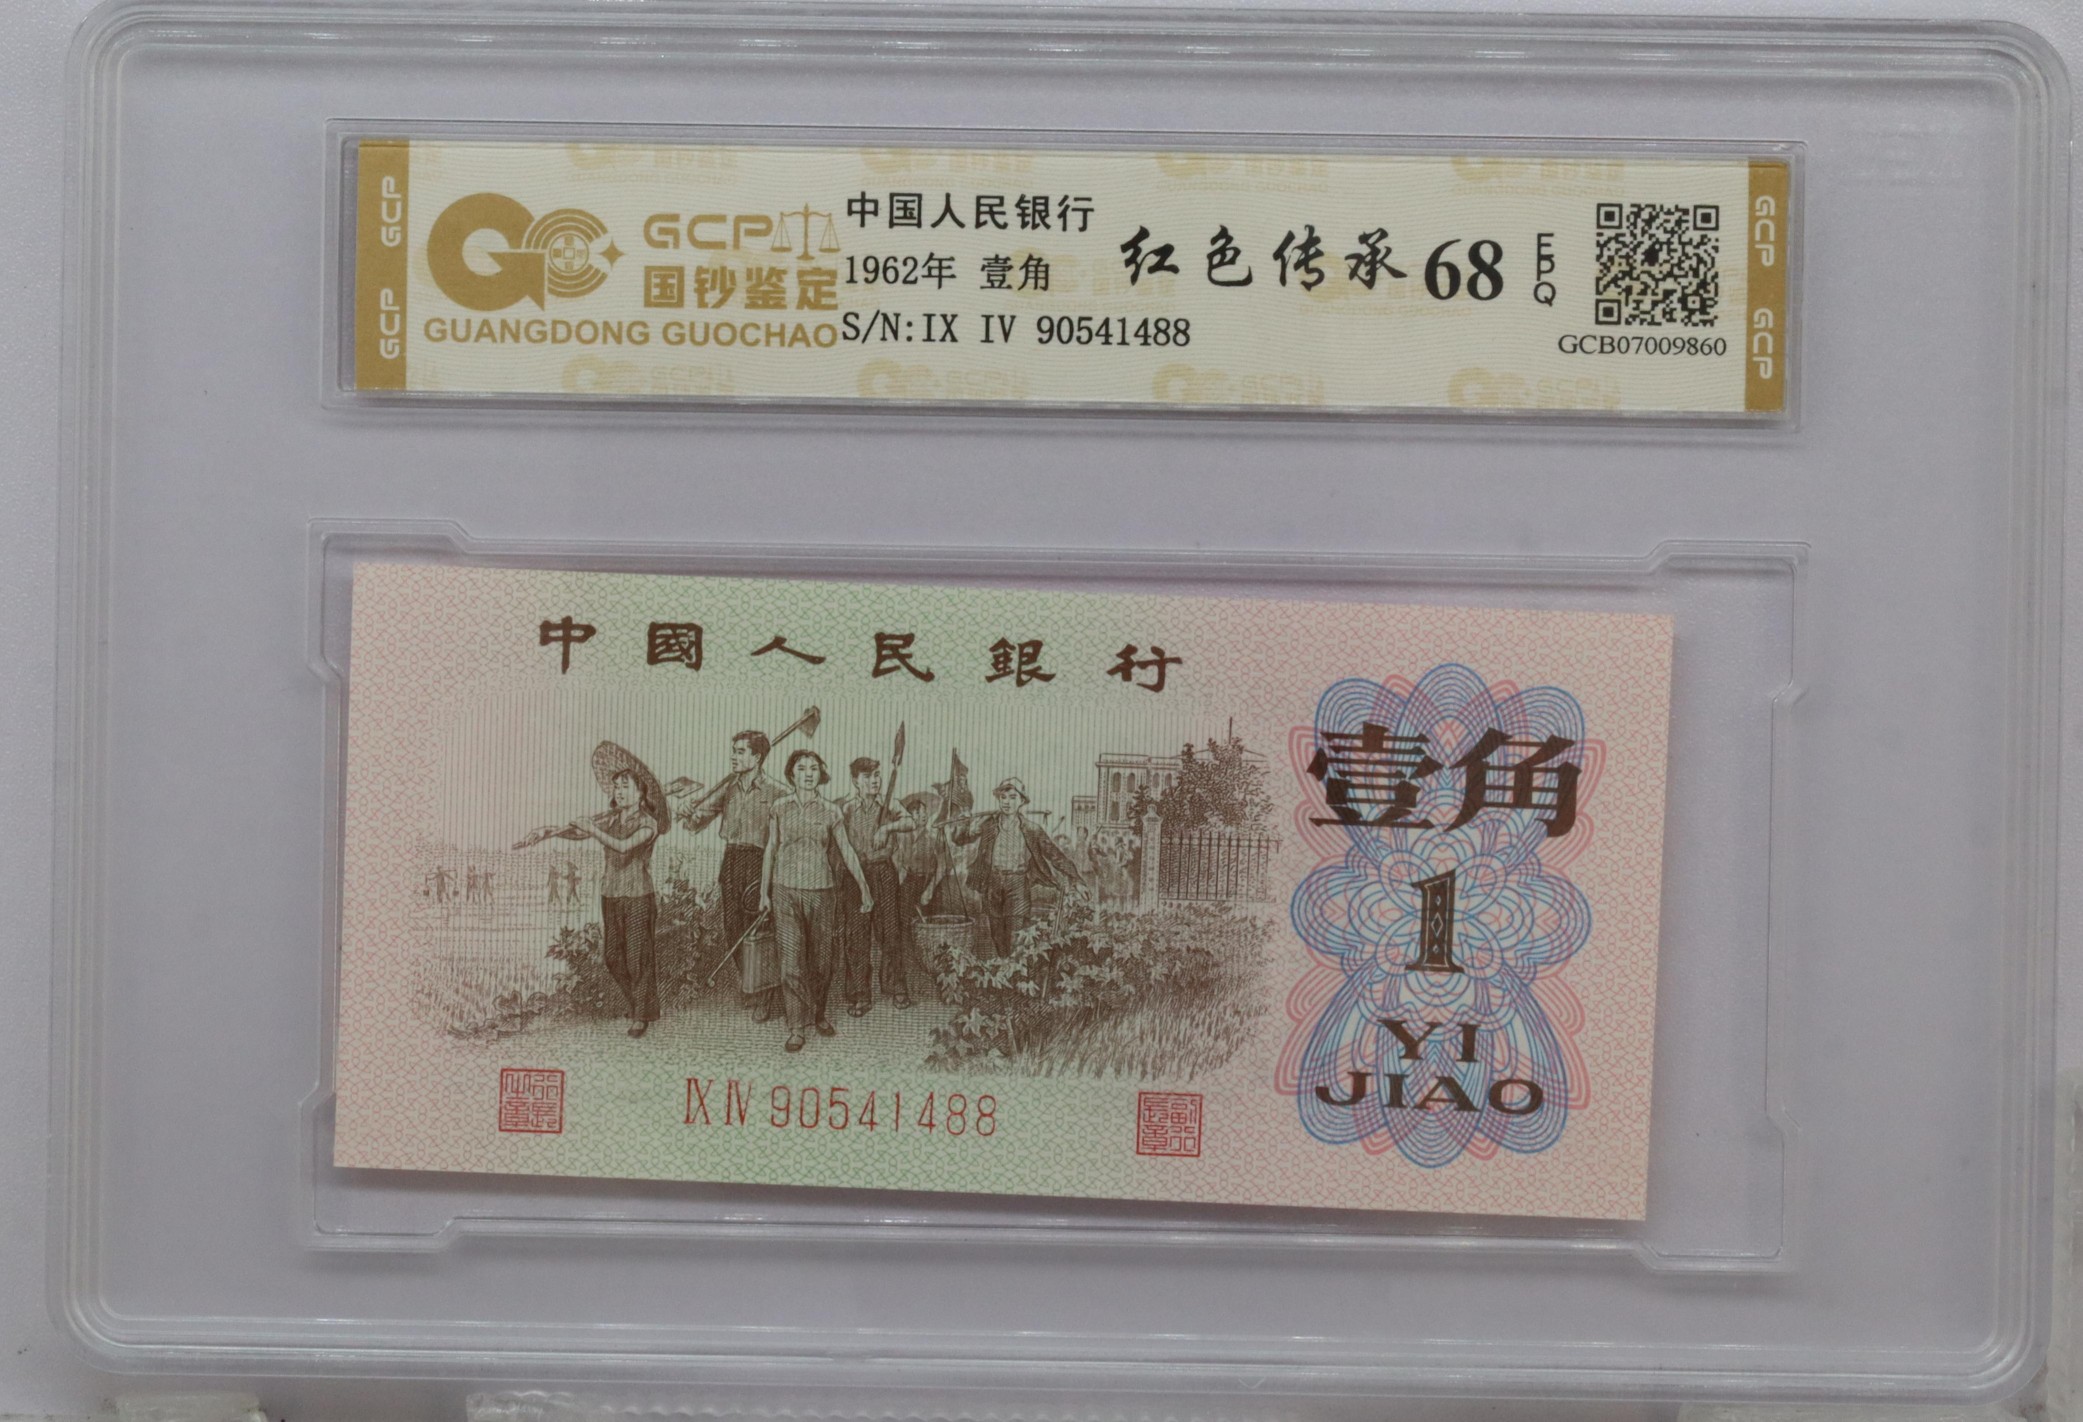 GCP
GCP
GCP
国钞鉴定
GUANGDONG GUOCHAO
中国人民银行
1962年 壹角
S/N:IX IV 90541488
红色传承
68
EPQ
GCB07009860
GCP
GCP
中國人民銀行
壹角
1
YI
JIAO
IX IV 90541488